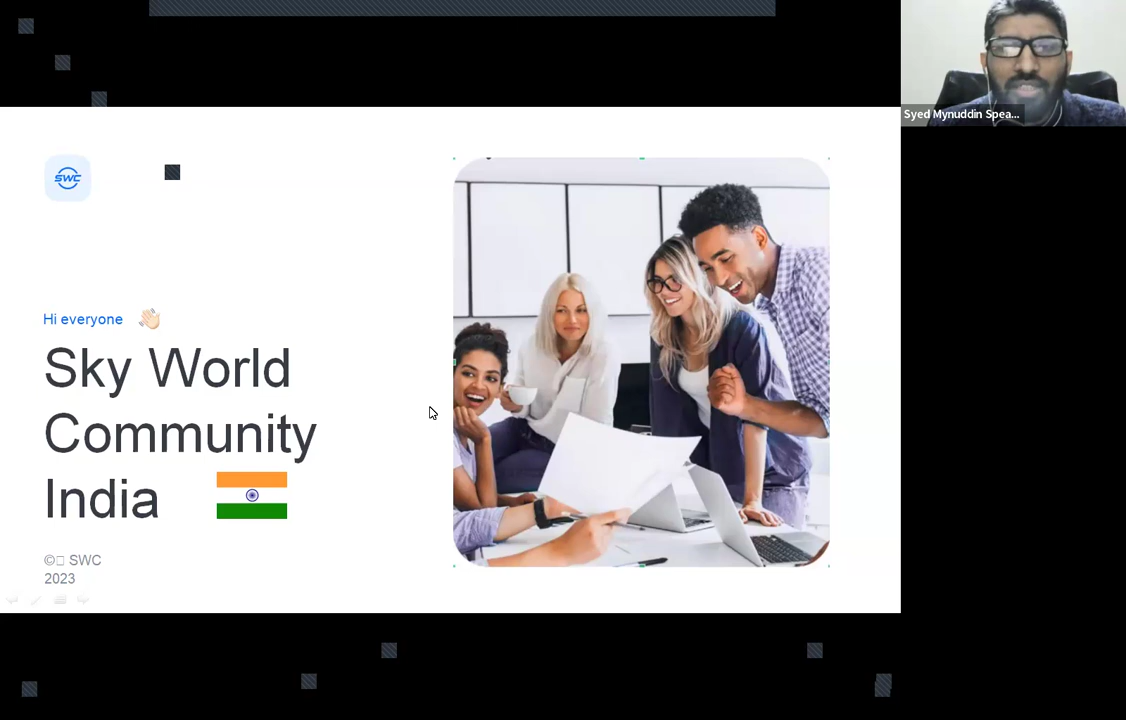 Syed Mynuddin Spea...
SWC
Hi everyone
Sky World
Community
India
© SWC
2023